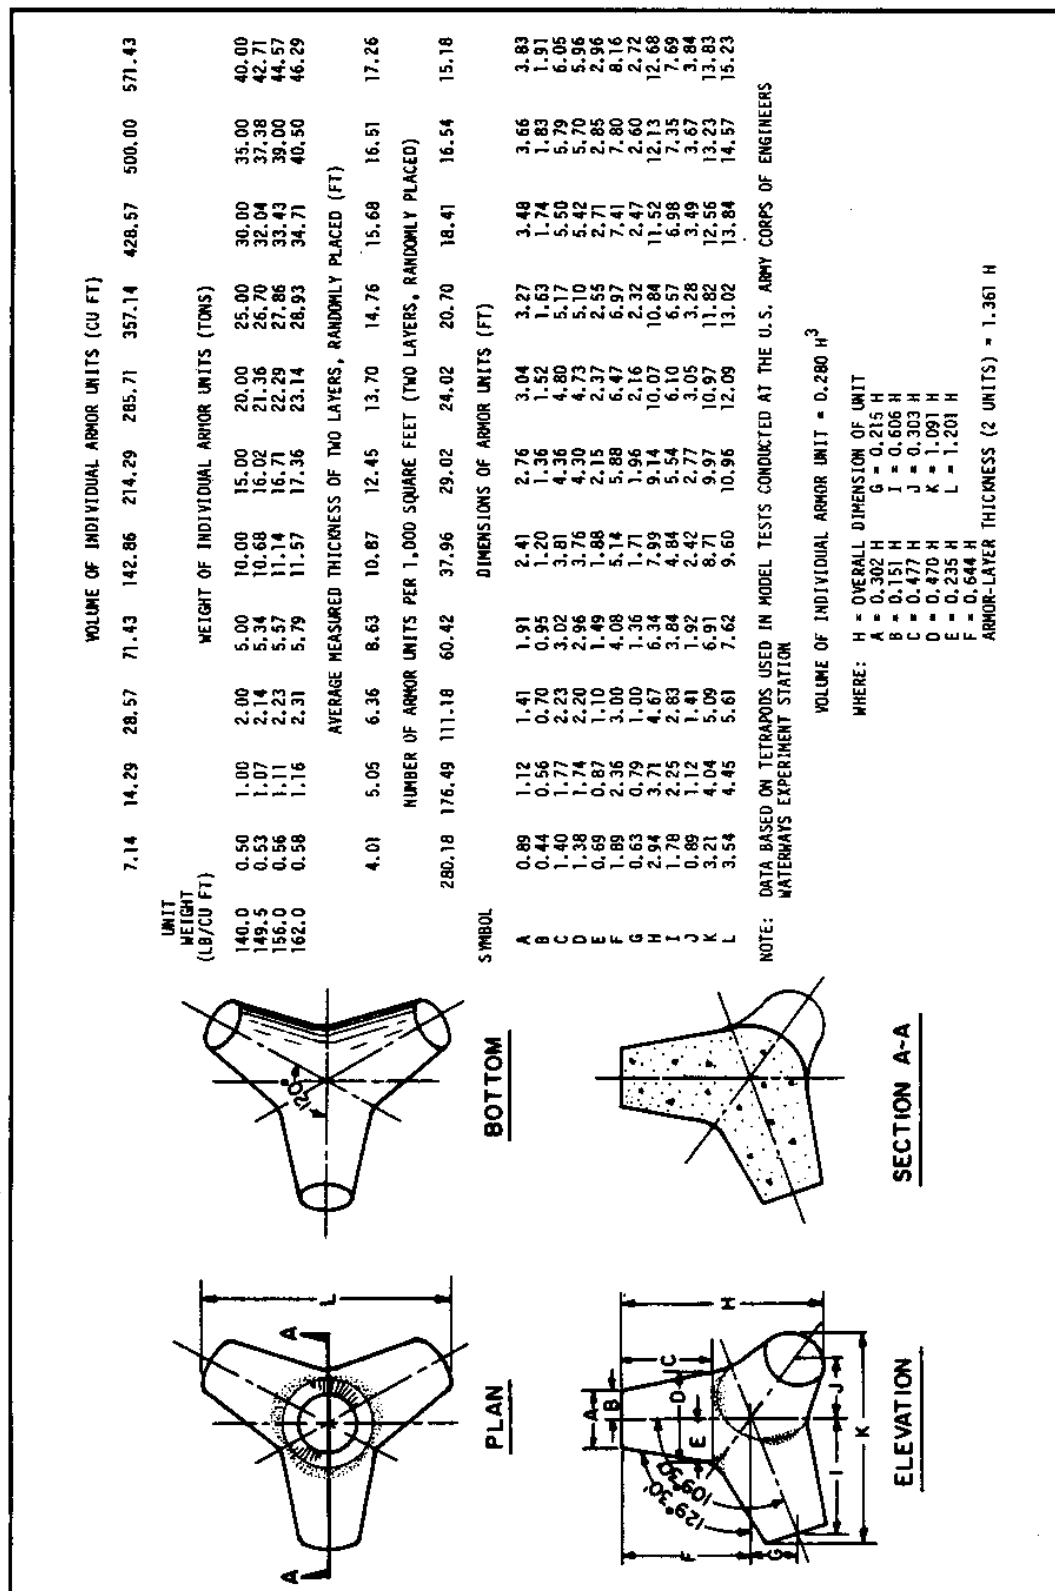 VOLUME OF INDIVIDUAL ARMOR UNITS (CU FT)
7.14 14.29 28.57 71.43 142.86 214.29 285.71 357.14 428.57 500.00 571.43
UNIT
WEIGHT
(LB/CU FT)
WEIGHT OF INDIVIDUAL ARMOR UNITS (TONS)
140.0 0.50 1.00 2.00 5.00 10.00 15.00 20.00 25.00 30.00 35.00 40.00
149.5 0.53 1.07 2.14 5.34 10.68 16.02 21.36 26.70 32.04 37.38 42.71
156.0 0.56 1.11 2.23 5.57 11.14 16.71 22.29 27.86 33.43 39.00 44.57
162.0 0.58 1.16 2.31 5.79 11.57 17.36 23.14 28.93 34.71 40.50 46.29
AVERAGE MEASURED THICKNESS OF TWO LAYERS, RANDOMLY PLACED (FT)
4.01 5.05 6.36 8.63 10.87 12.45 13.70 14.76 15.68 16.51 17.26
NUMBER OF ARMOR UNITS PER 1,000 SQUARE FEET (TWO LAYERS, RANDOMLY PLACED)
280.18 176.49 111.18 60.42 37.96 29.02 24.02 20.70 18.41 16.54 15.18
SYMBOL
DIMENSIONS OF ARMOR UNITS (FT)
A 0.89 1.12 1.41 1.91 2.41 2.76 3.04 3.27 3.48 3.66 3.83
B 0.44 0.56 0.70 0.95 1.20 1.36 1.52 1.63 1.74 1.83 1.91
C 1.40 1.77 2.23 3.02 3.81 4.36 4.80 5.17 5.50 5.79 6.05
D 1.38 1.74 2.20 2.96 3.76 4.30 4.73 5.10 5.42 5.70 5.96
E 0.69 0.87 1.10 1.49 1.88 2.15 2.37 2.55 2.71 2.85 2.96
F 1.89 2.36 3.00 4.08 5.14 5.88 6.47 6.97 7.41 7.80 8.16
G 0.63 0.79 1.00 1.36 1.71 1.96 2.16 2.32 2.47 2.60 2.72
H 2.94 3.71 4.67 6.34 7.99 9.14 10.07 10.84 11.52 12.13 12.68
I 1.78 2.25 2.83 3.84 4.84 5.54 6.10 6.57 6.98 7.35 7.69
J 0.89 1.12 1.41 1.92 2.42 2.77 3.05 3.28 3.49 3.67 3.84
K 3.21 4.04 5.09 6.91 8.71 9.97 10.97 11.82 12.56 13.23 13.83
L 3.54 4.45 5.61 7.62 9.60 10.96 12.09 13.02 13.84 14.57 15.23
NOTE: DATA BASED ON TETRAPODS USED IN MODEL TESTS CONDUCTED AT THE U.S. ARMY CORPS OF ENGINEERS
WATERWAYS EXPERIMENT STATION
VOLUME OF INDIVIDUAL ARMOR UNIT = 0.280 H³
WHERE: H = OVERALL DIMENSION OF UNIT
A = 0.302 H G = 0.215 H
B = 0.151 H I = 0.606 H
C = 0.477 H J = 0.303 H
D = 0.470 H K = 1.091 H
E = 0.235 H L = 1.201 H
F = 0.644 H
ARMOR-LAYER THICKNESS (2 UNITS) = 1.361 H
A
A
L
PLAN
120°
BOTTOM
A
B
C
D
E
F
G
H
I
J
K
129°30'
109°30'
ELEVATION
SECTION A-A